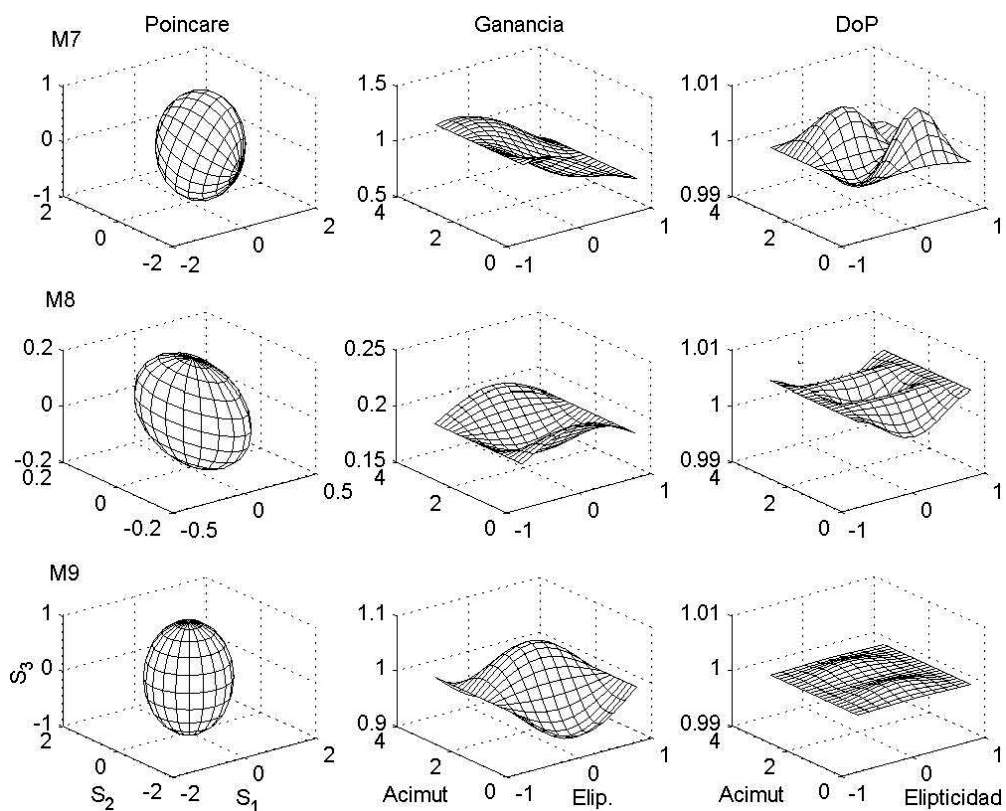 Poincare Ganancia DoP
M7
1 1.5 1.01
0 1 1
-1 0.5 0.99
2 2 4 1 4 1
0 0 2 0 2 0
-2 -2 0 -1 0 -1
M8
0.2 0.25 1.01
0 0.2 1
-0.2 0.15 0.99
0.2 0.5 4 1 4 1
0 0 2 0 2 0
-0.2 -0.5 0 -1 0 -1
M9
1 1.1 1.01
S3 0 1 1
-1 0.9 0.99
2 2 4 1 4 1
0 0 2 0 2 0
S2 -2 -2 S1 Acimut 0 -1 Elip. Acimut 0 -1 Elipticidad